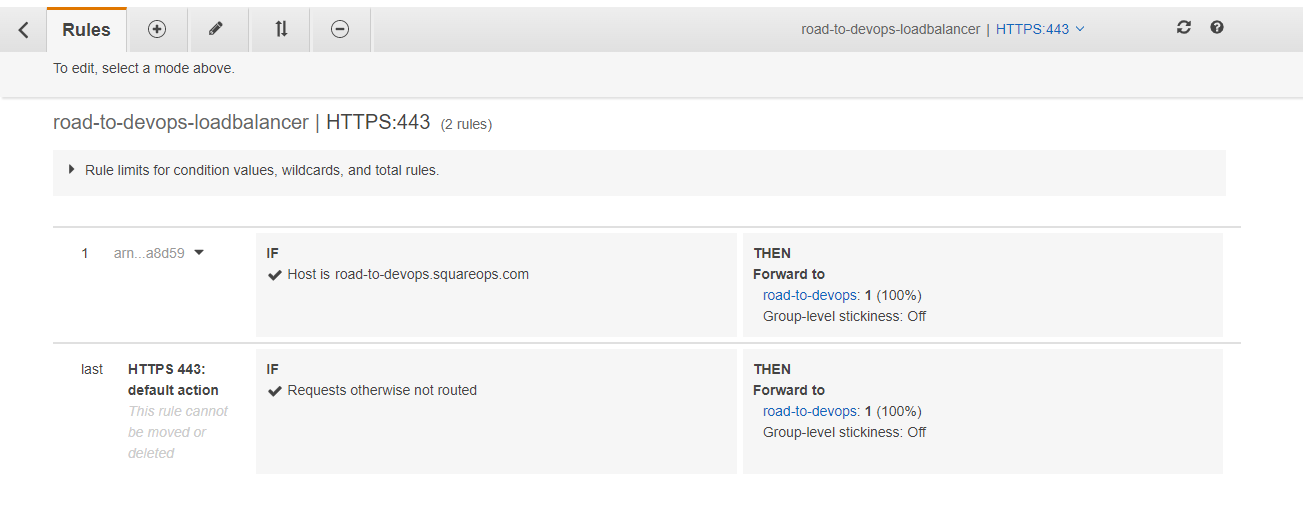 Rules
road-to-devops-loadbalancer | HTTPS:443
To edit, select a mode above.
road-to-devops-loadbalancer | HTTPS:443 (2 rules)
Rule limits for condition values, wildcards, and total rules.
1 arn...a8d59
IF
Host is road-to-devops.squareops.com
THEN
Forward to
road-to-devops: 1 (100%)
Group-level stickiness: Off
last
HTTPS 443:
default action
This rule cannot
be moved or
deleted
IF
Requests otherwise not routed
THEN
Forward to
road-to-devops: 1 (100%)
Group-level stickiness: Off